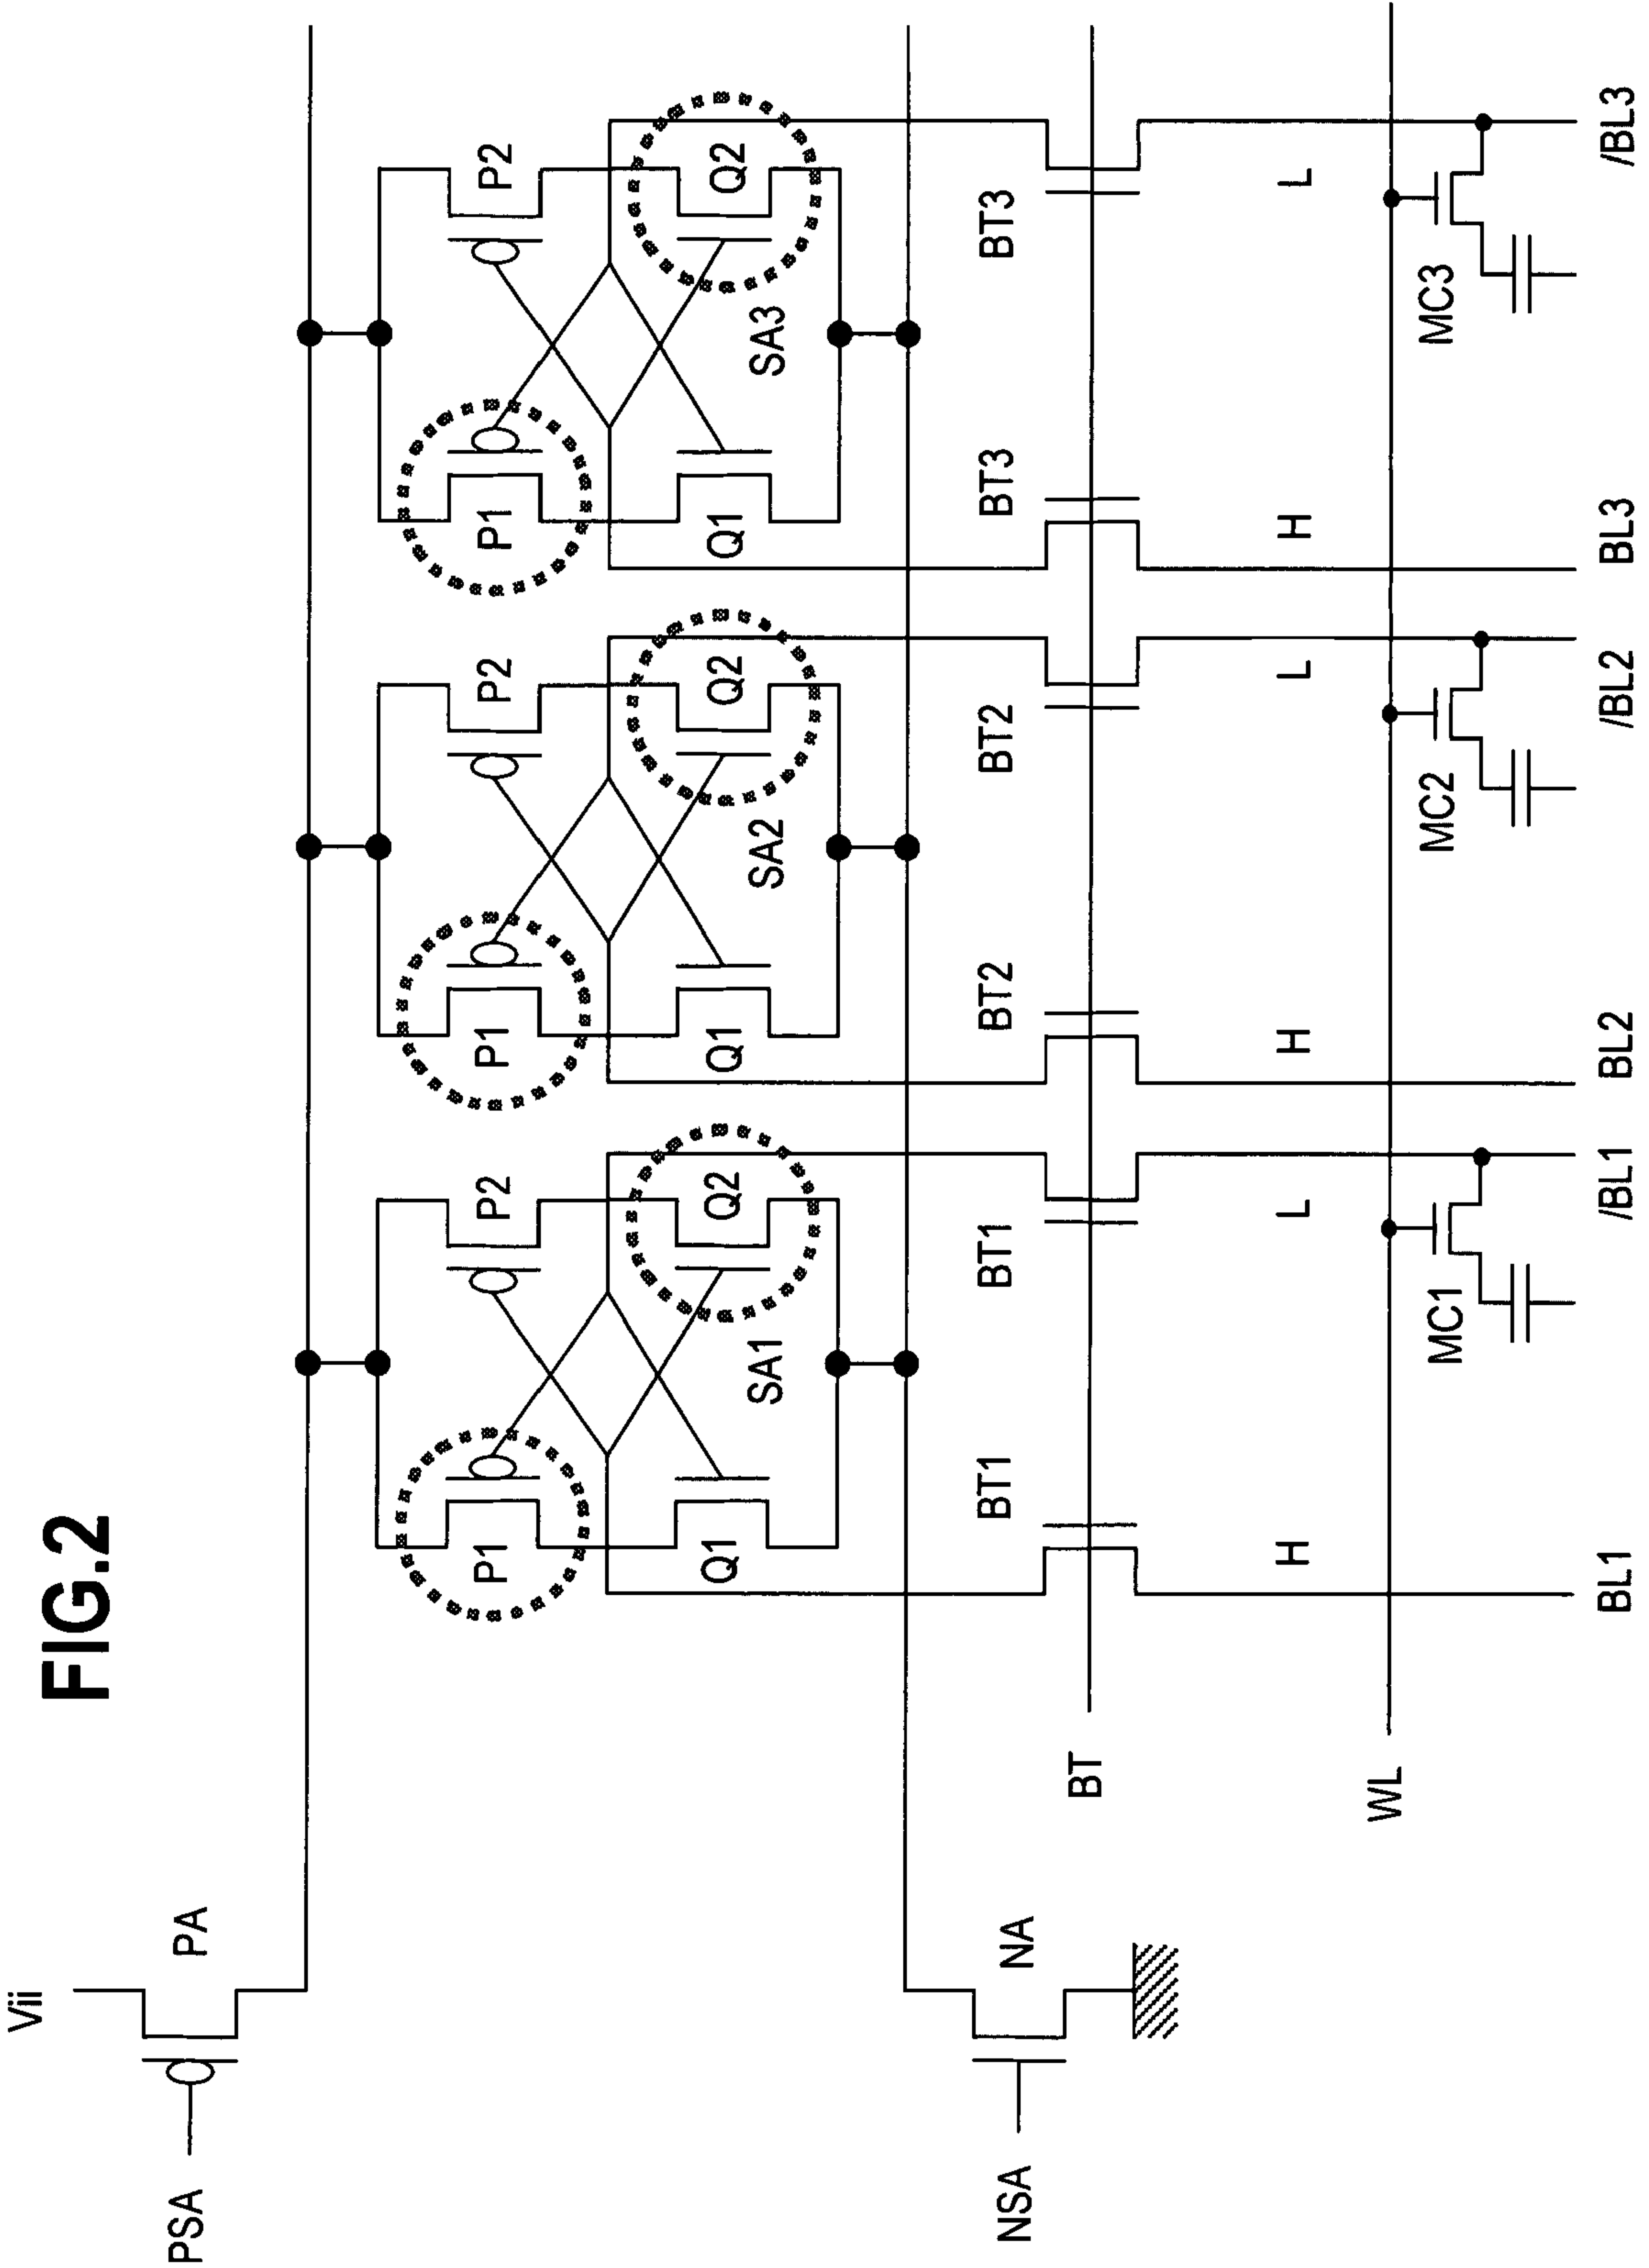 FIG.2
Vii
PSA
PA
P1
P2
P1
P2
P1
P2
Q1
Q2
Q1
Q2
Q1
Q2
SA1
SA2
SA3
NSA
NA
BT1
BT1
BT2
BT2
BT3
BT3
BT
H
L
H
L
H
L
WL
MC1
MC2
MC3
BL1
/BL1
BL2
/BL2
BL3
/BL3